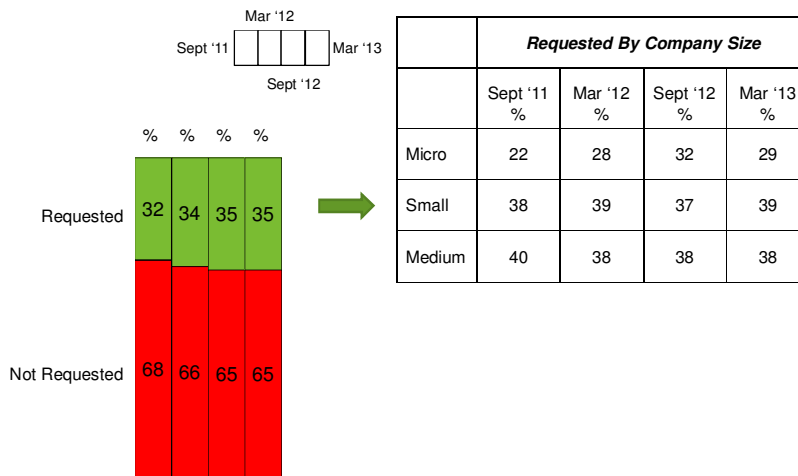 Mar ‘12
Sept ‘11
Mar ‘13
Sept ‘12
% % % %
Requested 32 34 35 35
Not Requested 68 66 65 65
Requested By Company Size
Sept ‘11 Mar ‘12 Sept ‘12 Mar ‘13
% % % %
Micro 22 28 32 29
Small 38 39 37 39
Medium 40 38 38 38